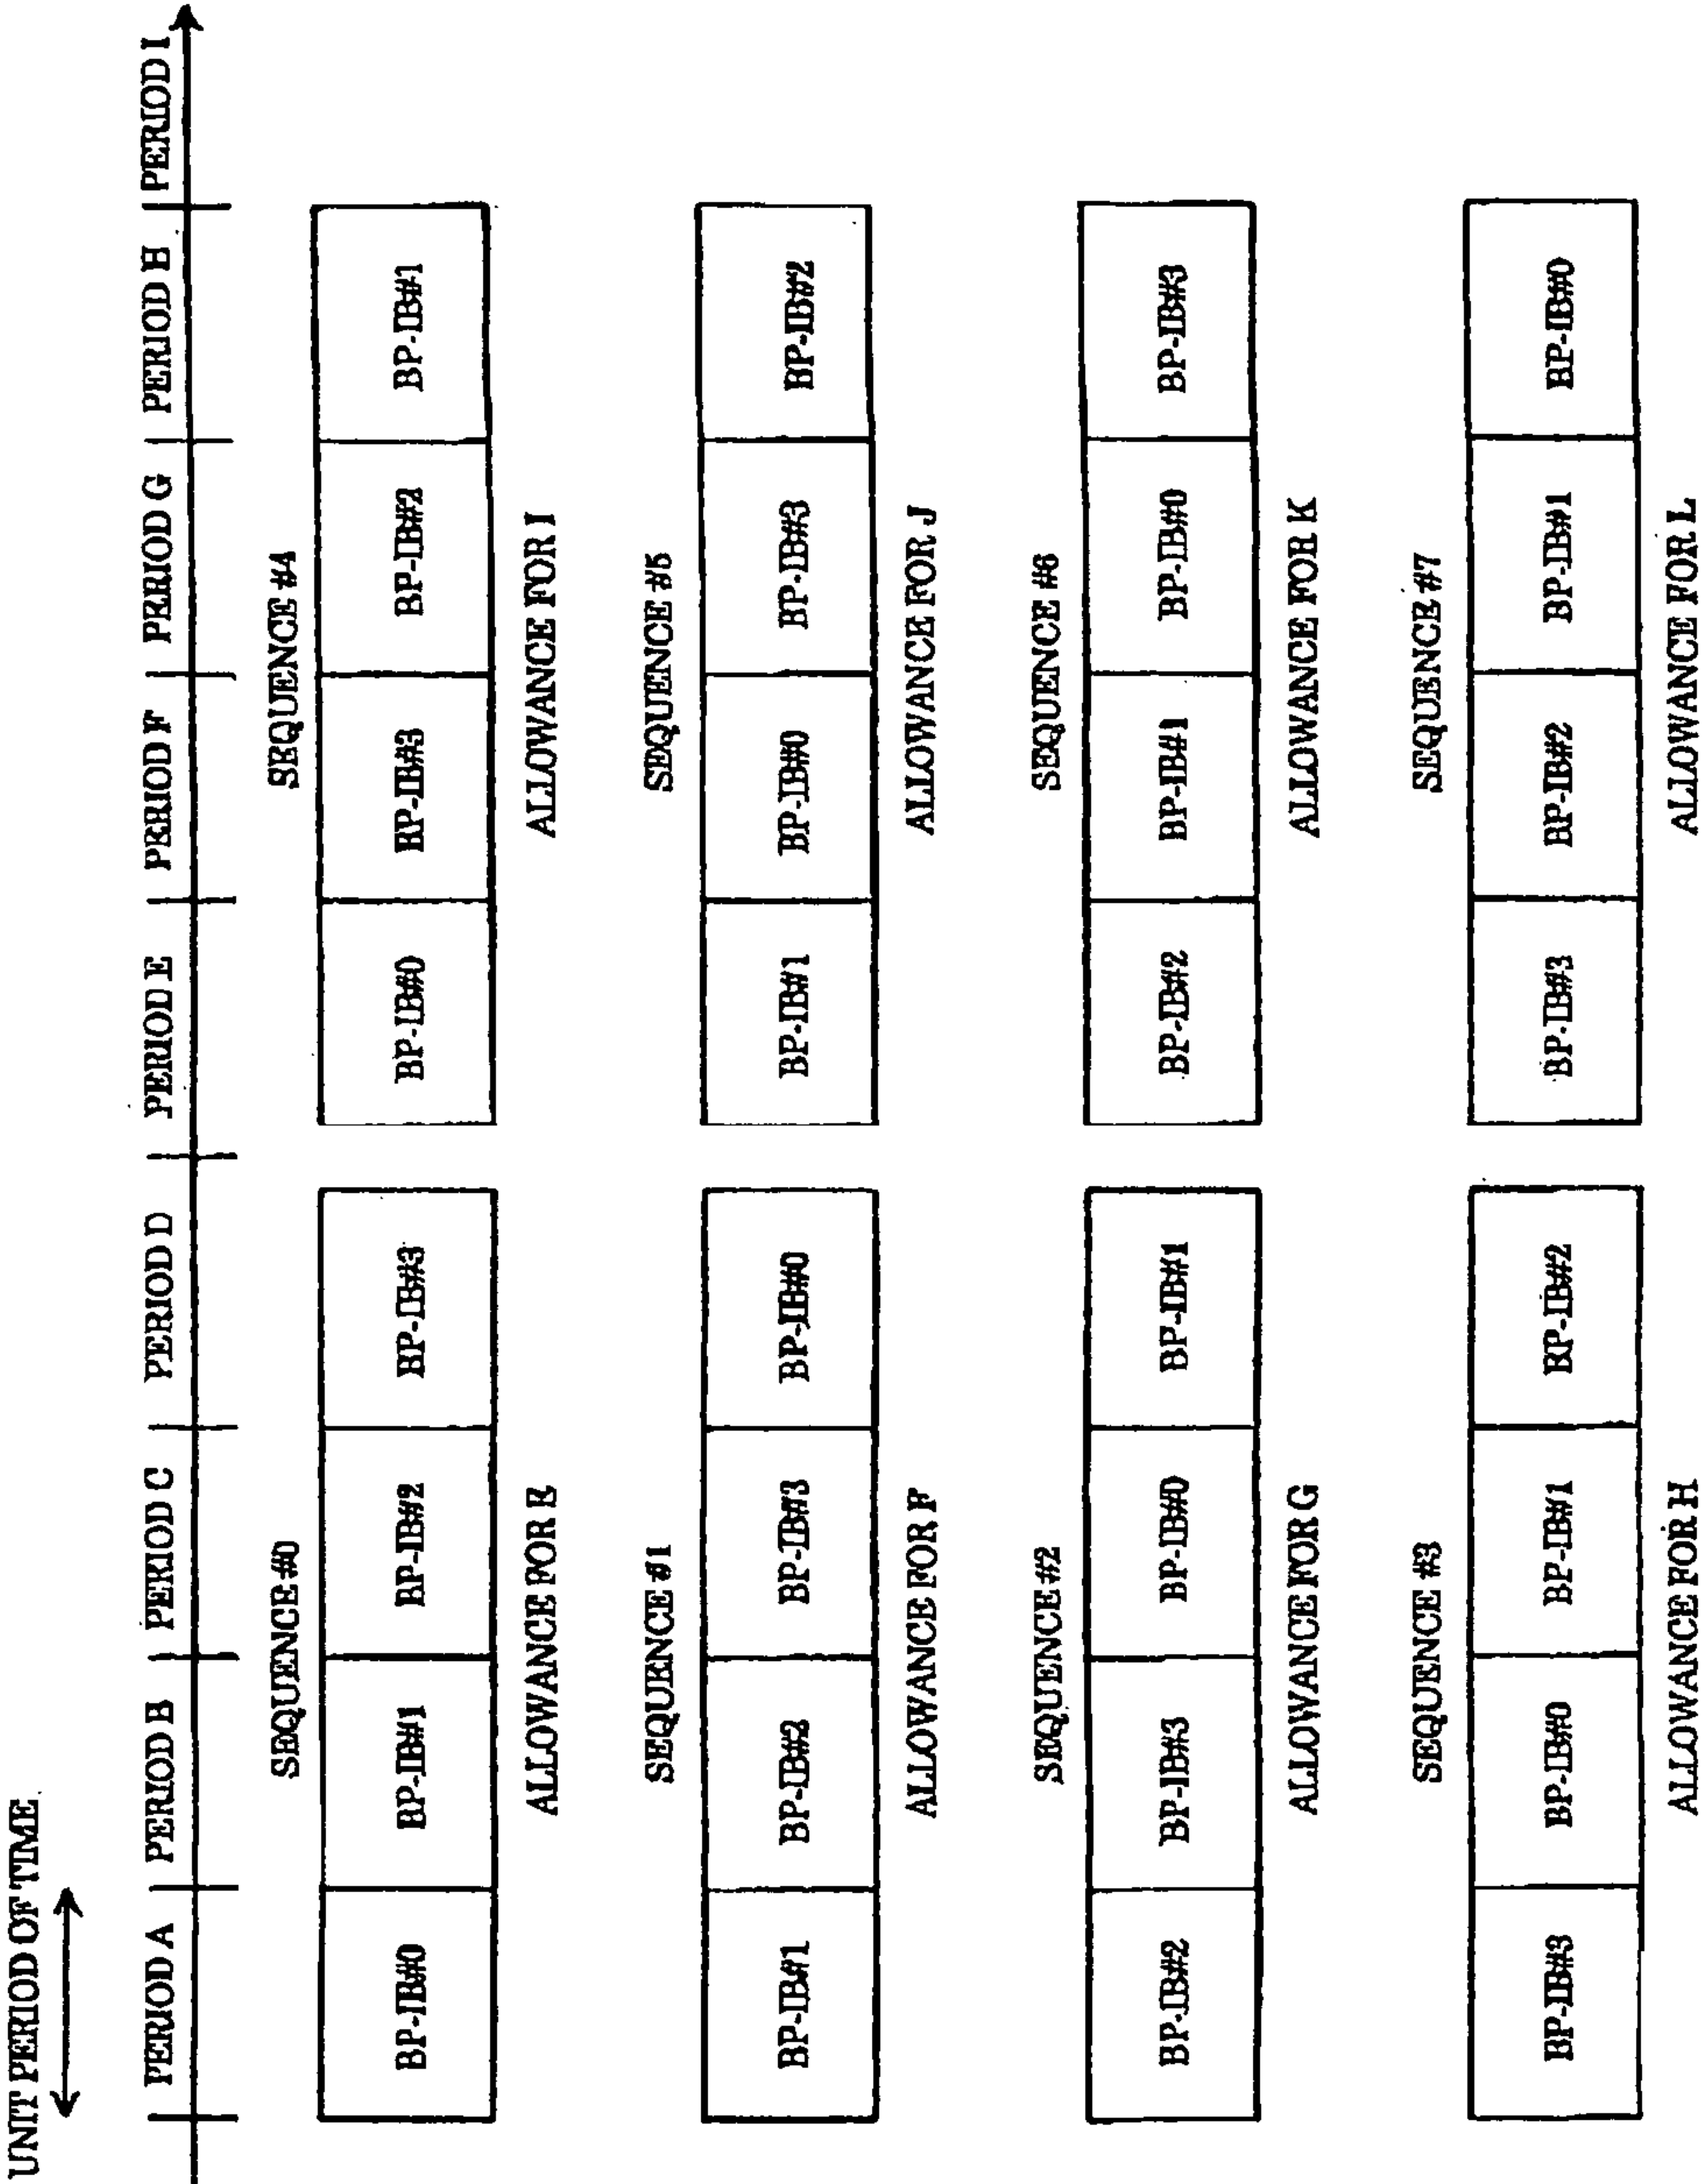 UNIT PERIOD OF TIME
PERIOD A PERIOD B PERIOD C PERIOD D PERIOD E PERIOD F PERIOD G PERIOD H PERIOD I
SEQUENCE #0 SEQUENCE #4
BP-IB#0 BP-IB#1 BP-IB#2 BP-IB#3 BP-IB#0 BP-IB#3 BP-IB#2 BP-IB#1
ALLOWANCE FOR E ALLOWANCE FOR I
SEQUENCE #1 SEQUENCE #5
BP-IB#1 BP-IB#2 BP-IB#3 BP-IB#0 BP-IB#1 BP-IB#0 BP-IB#3 BP-IB#2
ALLOWANCE FOR F ALLOWANCE FOR J
SEQUENCE #2 SEQUENCE #6
BP-IB#2 BP-IB#3 BP-IB#0 BP-IB#1 BP-IB#2 BP-IB#1 BP-IB#0 BP-IB#3
ALLOWANCE FOR G ALLOWANCE FOR K
SEQUENCE #3 SEQUENCE #7
BP-IB#3 BP-IB#0 BP-IB#1 BP-IB#2 BP-IB#3 BP-IB#2 BP-IB#1 BP-IB#0
ALLOWANCE FOR H ALLOWANCE FOR L